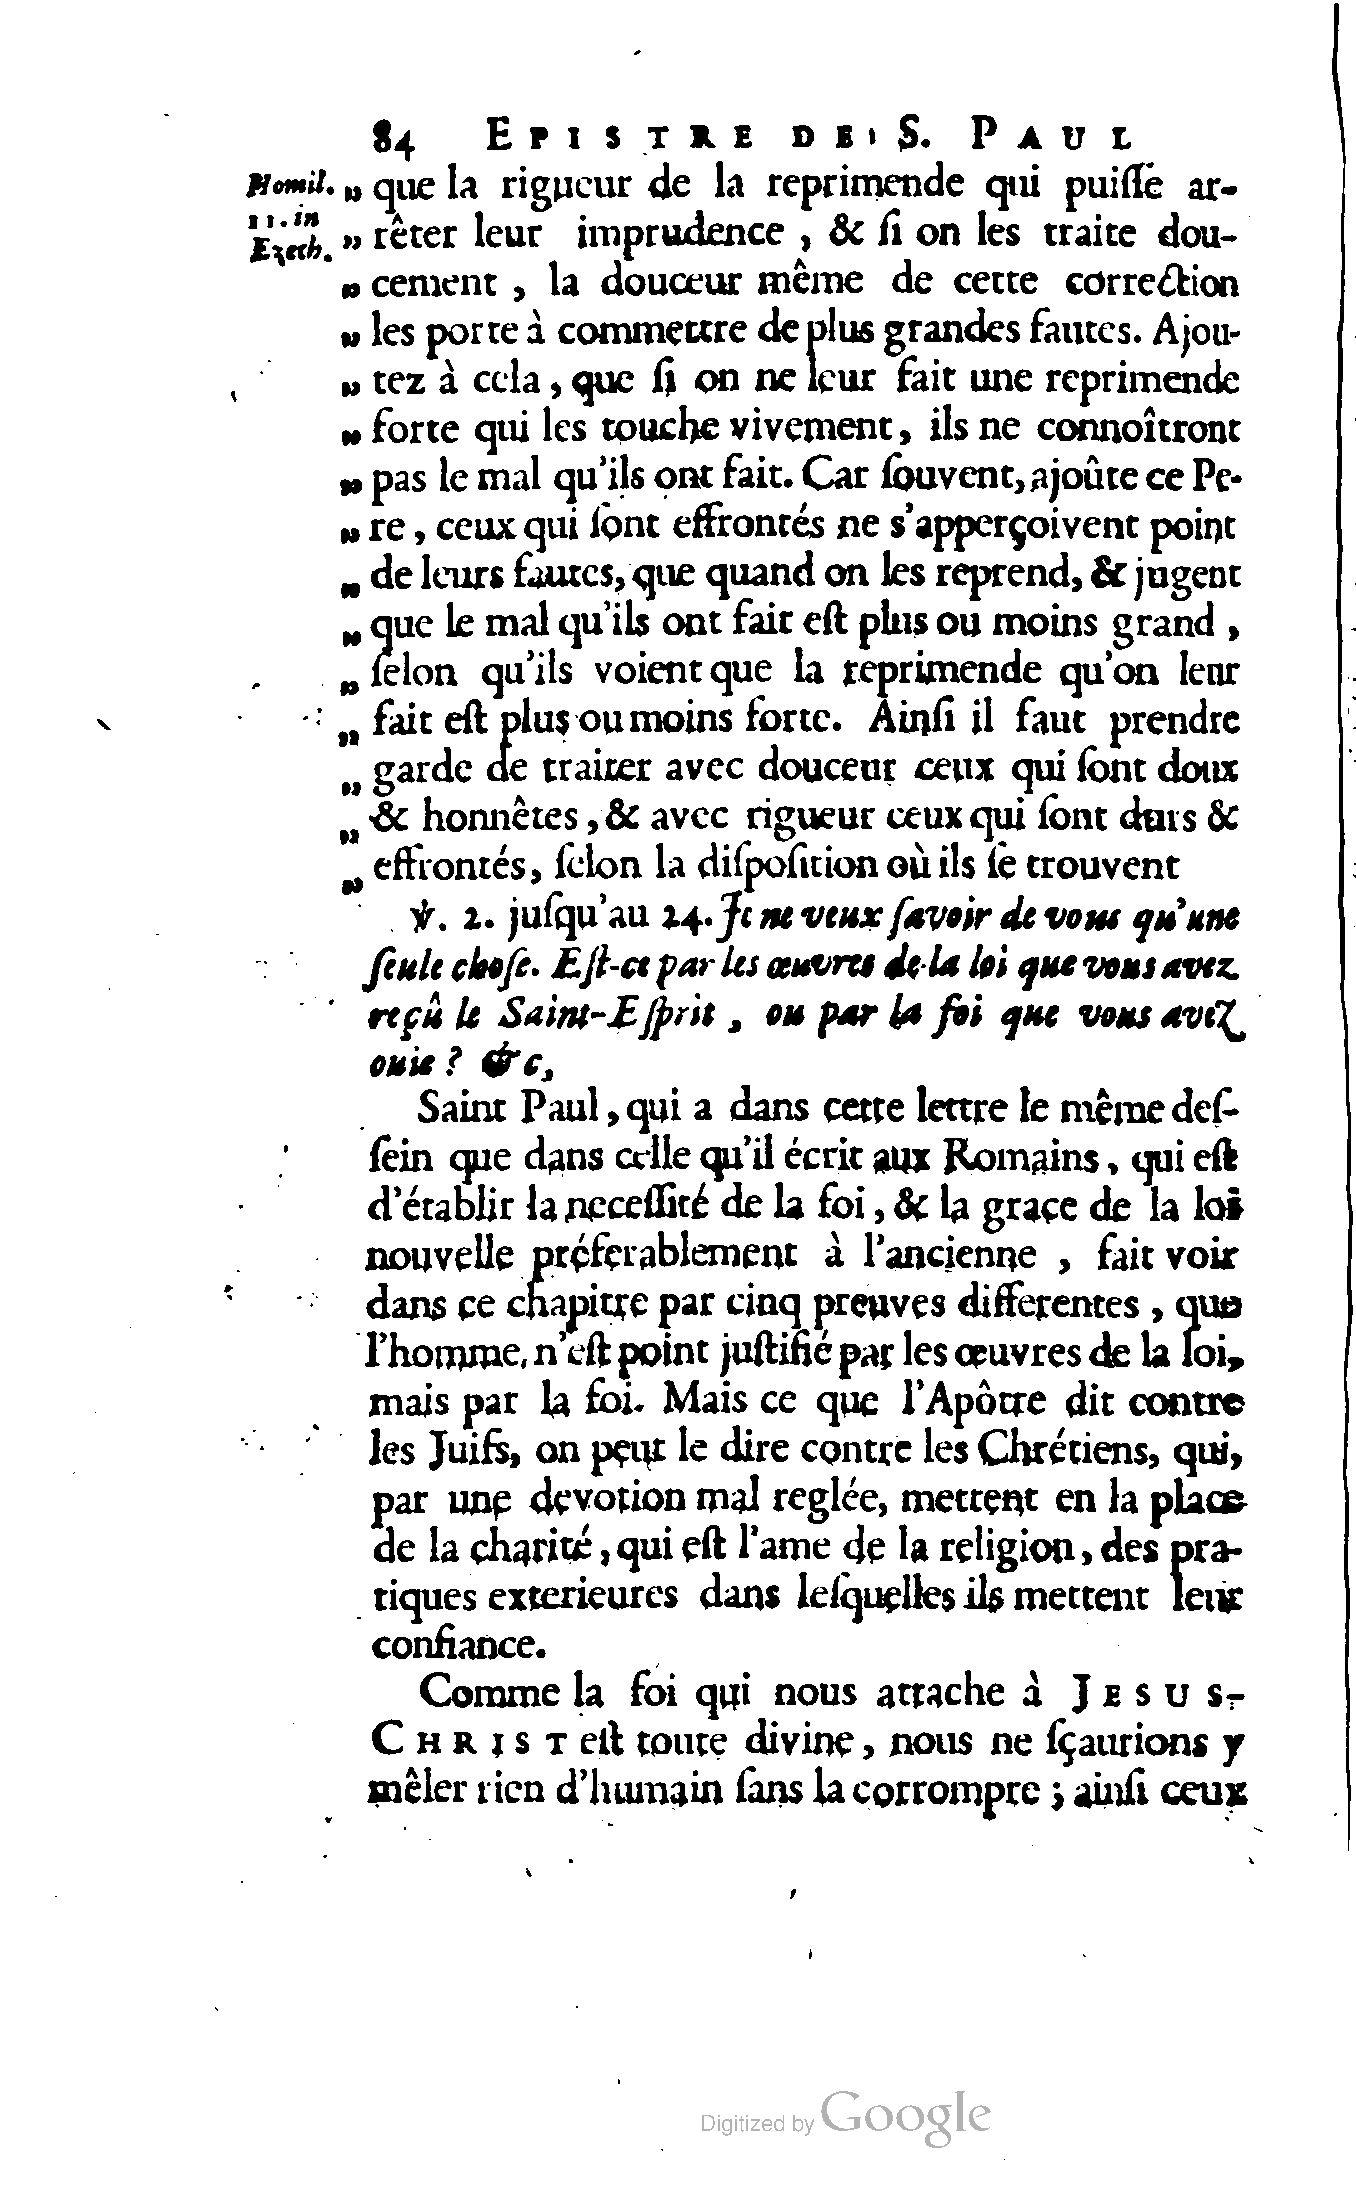 84 EPISTRE DE S. PAUL
Homil. „ que la rigueur de la reprimende qui puiſſe ar-
11. in
Ezech. „ rêter leur imprudence , & ſi on les traite dou-
„ cement , la douceur même de cette correction
„ les porte à commettre de plus grandes fautes. Ajou-
„ tez à cela , que ſi on ne leur fait une reprimende
„ forte qui les touche vivement, ils ne connoîtront
„ pas le mal qu'ils ont fait. Car ſouvent, ajoûte ce Pe-
„ re , ceux qui ſont effrontés ne s'apperçoivent point
„ de leurs fautes, que quand on les reprend, & jugent
„ que le mal qu'ils ont fait eſt plus ou moins grand ,
„ ſelon qu'ils voient que la reprimende qu'on leur
„ fait eſt plus ou moins forte. Ainſi il faut prendre
„ garde de traiter avec douceur ceux qui ſont doux
„ & honnêtes , & avec rigueur ceux qui ſont durs &
„ effrontés, ſelon la diſpoſition où ils ſe trouvent
℣. 2. juſqu'au 24. Je ne veux ſavoir de vous qu'une
ſeule choſe. Eſt-ce par les œuvres de la loi que vous avez
reçû le Saint-Eſprit , ou par la foi que vous avez
ouie ? &c,
Saint Paul , qui a dans cette lettre le même deſ-
ſein que dans celle qu'il écrit aux Romains, qui eſt
d'établir la neceſſité de la foi , & la grace de la loi
nouvelle préferablement à l'ancienne , fait voir
dans ce chapitre par cinq preuves differentes , que
l'homme n'eſt point juſtifié par les œuvres de la loi,
mais par la foi. Mais ce que l'Apôtre dit contre
les Juifs, on peut le dire contre les Chrétiens, qui,
par une devotion mal reglée, mettent en la place
de la charité , qui eſt l'ame de la religion, des pra-
tiques exterieures dans leſquelles ils mettent leur
confiance.
Comme la foi qui nous attache à JESUS-
CHRIST eſt toute divine, nous ne ſçaurions y
mêler rien d'humain ſans la corrompre ; ainſi ceux
Digitized by Google